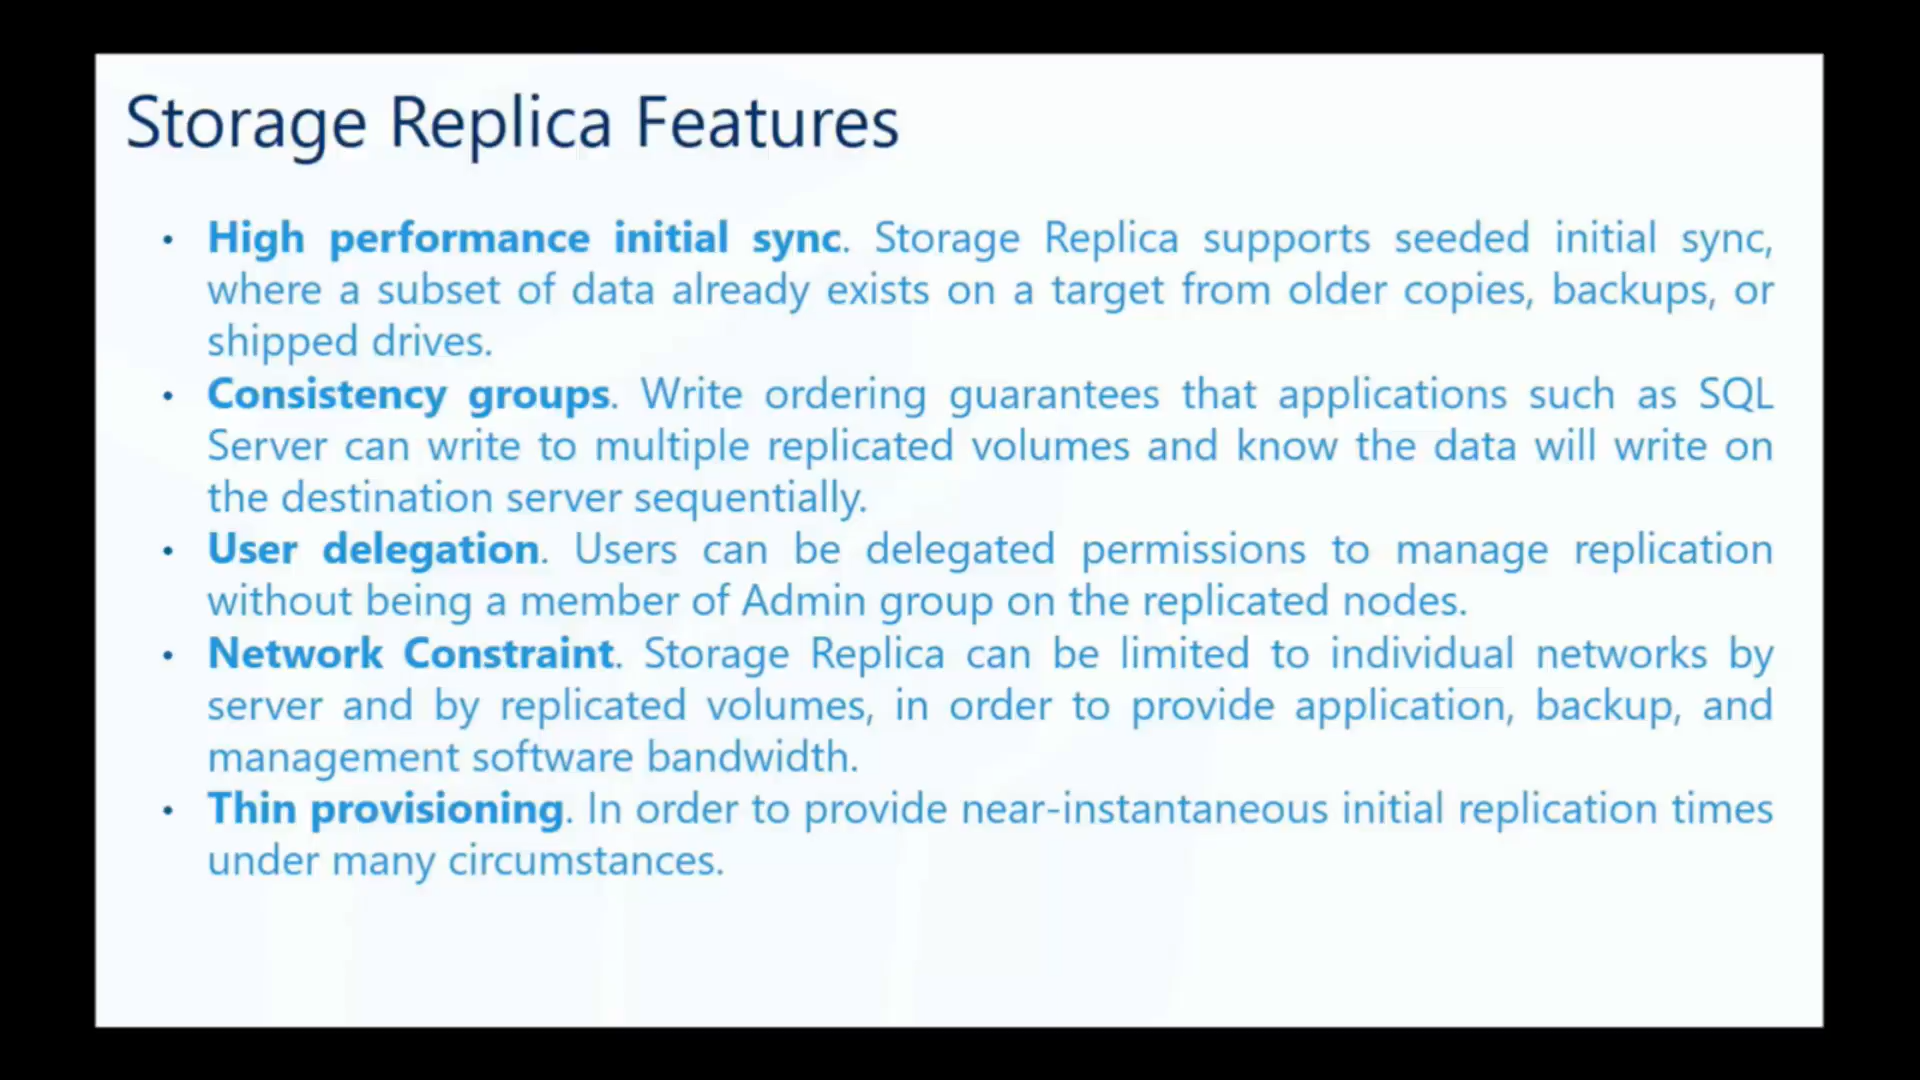 Storage Replica Features
• High performance initial sync. Storage Replica supports seeded initial sync,
where a subset of data already exists on a target from older copies, backups, or
shipped drives.
• Consistency groups. Write ordering guarantees that applications such as SQL
Server can write to multiple replicated volumes and know the data will write on
the destination server sequentially.
• User delegation. Users can be delegated permissions to manage replication
without being a member of Admin group on the replicated nodes.
• Network Constraint. Storage Replica can be limited to individual networks by
server and by replicated volumes, in order to provide application, backup, and
management software bandwidth.
• Thin provisioning. In order to provide near-instantaneous initial replication times
under many circumstances.